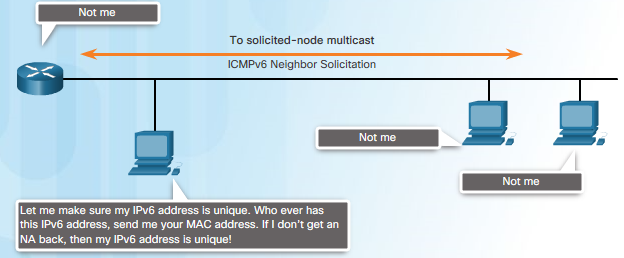 Not me
To solicited-node multicast
ICMPv6 Neighbor Solicitation
Not me
Not me
Let me make sure my IPv6 address is unique. Who ever has
this IPv6 address, send me your MAC address. If I don't get an
NA back, then my IPv6 address is unique!